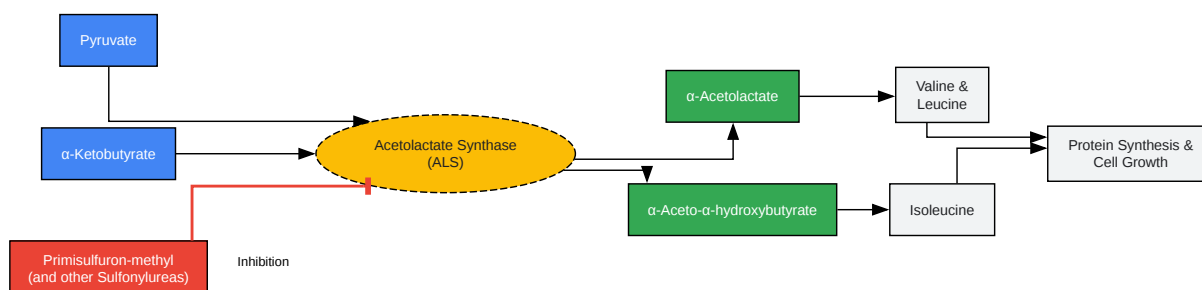 Pyruvate
α-Ketobutyrate
Primisulfuron-methyl
(and other Sulfonylureas)
Inhibition
Acetolactate Synthase
(ALS)
α-Acetolactate
α-Aceto-α-hydroxybutyrate
Valine &
Leucine
Isoleucine
Protein Synthesis &
Cell Growth